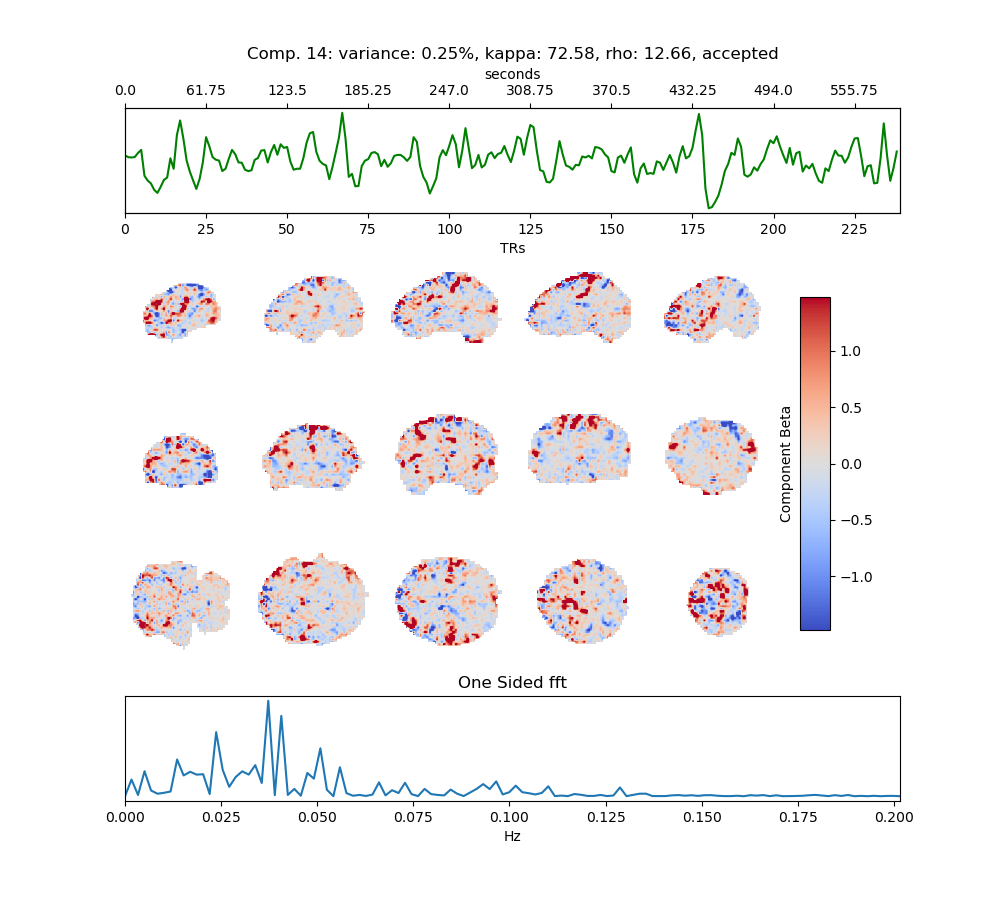 Comp. 14: variance: 0.25%, kappa: 72.58, rho: 12.66, accepted
seconds
0.0 61.75 123.5 185.25 247.0 308.75 370.5 432.25 494.0 555.75
0 25 50 75 100 125 150 175 200 225
TRs
1.0
0.5
0.0
−0.5
−1.0
Component Beta
One Sided fft
0.000 0.025 0.050 0.075 0.100 0.125 0.150 0.175 0.200
Hz